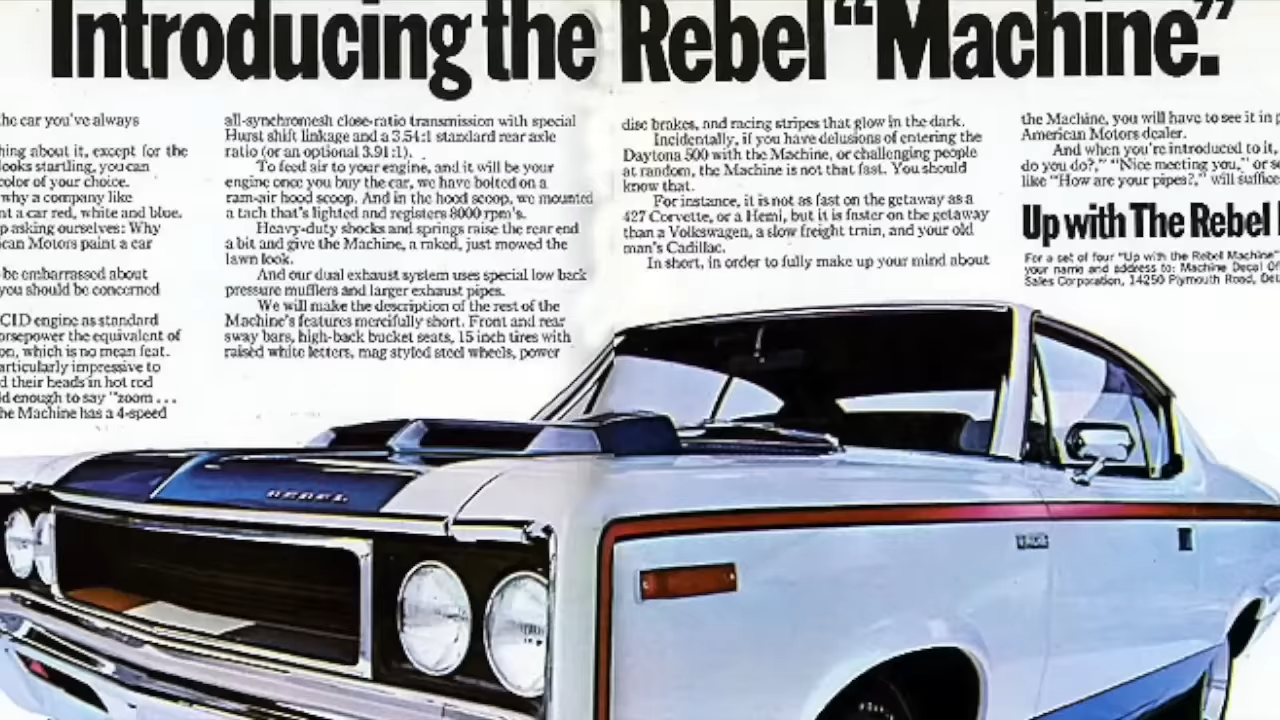 Introducing the Rebel “Machine.”
the car you've always
hing about it, except for the
looks startling, you can
color of your choice.
why a company like
nt a car red, white and blue.
p asking ourselves: Why
ican Motors paint a car
be embarrassed about
you should be concerned
CID engine as standard
orsepower the equivalent of
on, which is no mean feat.
articularly impressive to
d their heads in hot rod
ld enough to say “zoom . . .
he Machine has a 4-speed
all-synchromesh close-ratio transmission with special
Hurst shift linkage and a 3.54:1 standard rear axle
ratio (or an optional 3.91:1).
To feed air to your engine, and it will be your
engine once you buy the car, we have bolted on a
ram-air hood scoop. And in the hood scoop, we mounted
a tach that's lighted and registers 8000 rpm's.
Heavy-duty shocks and springs raise the rear end
a bit and give the Machine, a raked, just mowed the
lawn look.
And our dual exhaust system uses special low back
pressure mufflers and larger exhaust pipes.
We will make the description of the rest of the
Machine's features mercifully short. Front and rear
sway bars, high-back bucket seats, 15 inch tires with
raised white letters, mag styled steel wheels, power
disc brakes, and racing stripes that glow in the dark.
Incidentally, if you have delusions of entering the
Daytona 500 with the Machine, or challenging people
at random, the Machine is not that fast. You should
know that.
For instance, it is not as fast on the getaway as a
427 Corvette, or a Hemi, but it is faster on the getaway
than a Volkswagen, a slow freight train, and your old
man's Cadillac.
In short, in order to fully make up your mind about
the Machine, you will have to see it in p
American Motors dealer.
And when you're introduced to it,
do you do?,” “Nice meeting you,” or so
like “How are your pipes?,” will suffice
Up with The Rebel
For a set of four “Up with the Rebel Machine”
your name and address to: Machine Decal Of
Sales Corporation, 14250 Plymouth Road, Det
REBEL